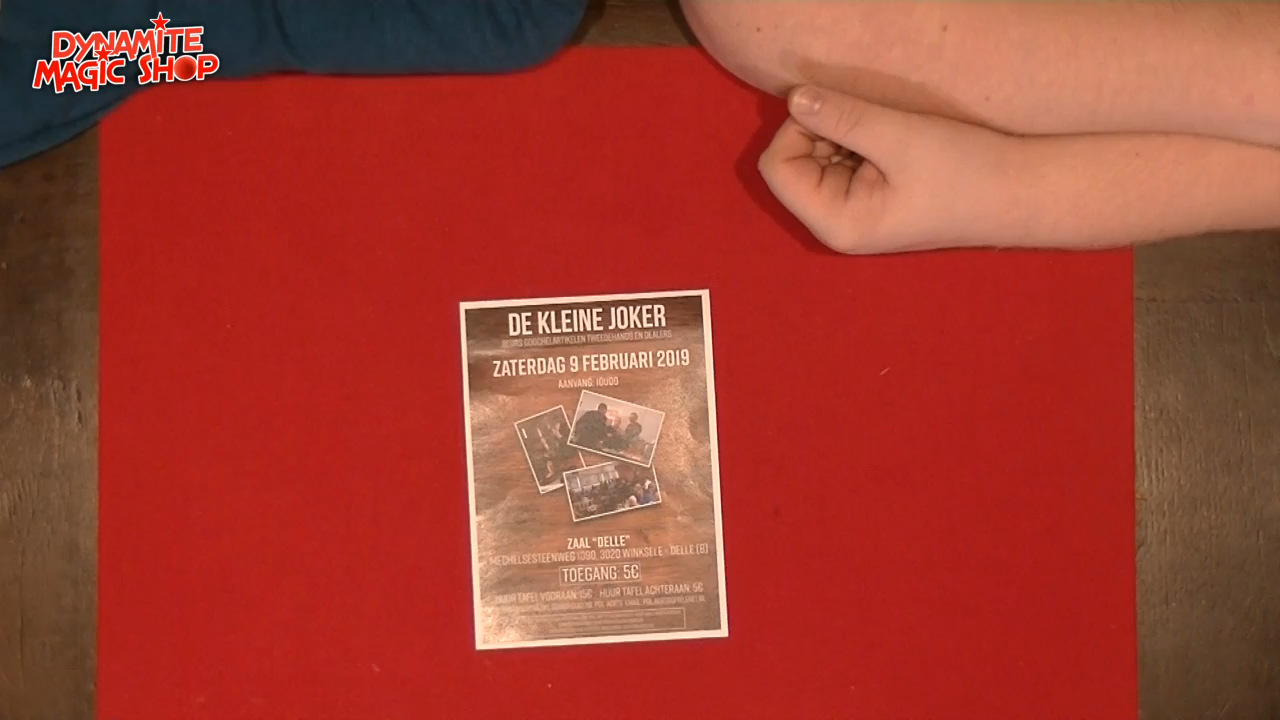 DYNAMITE
MAGIC SHOP
DE KLEINE JOKER
BEURS GOOCHELARTIKELEN TWEEDEHANDS EN DEALERS
ZATERDAG 9 FEBRUARI 2019
AANVANG: 10U00
ZAAL "DELLE"
MECHELSESTEENWEG 1090, 3020 WINKSELE - DELLE (B)
TOEGANG: 5€
HUUR TAFEL VOORAAN: 15€ HUUR TAFEL ACHTERAAN: 5€